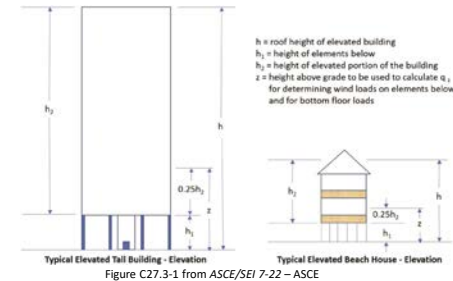 h = roof height of elevated building
h₁ = height of elements below
h₂ = height of elevated portion of the building
z = height above grade to be used to calculate q z
for determining wind loads on elements below
and for bottom floor loads
h₂
h
0.25h₂
z
h₁
h₂
h
0.25h₂
z
h₁
Typical Elevated Tall Building - Elevation
Typical Elevated Beach House - Elevation
Figure C27.3-1 from ASCE/SEI 7-22 – ASCE